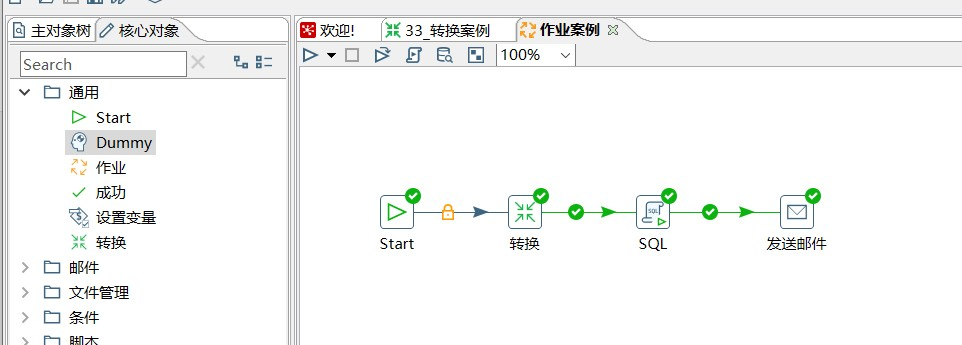 主对象树 核心对象
欢迎! 33_转换案例 作业案例
Search
100%
通用
Start
Dummy
作业
成功
设置变量
转换
邮件
文件管理
条件
脚本
Start 转换 SQL 发送邮件
SQL